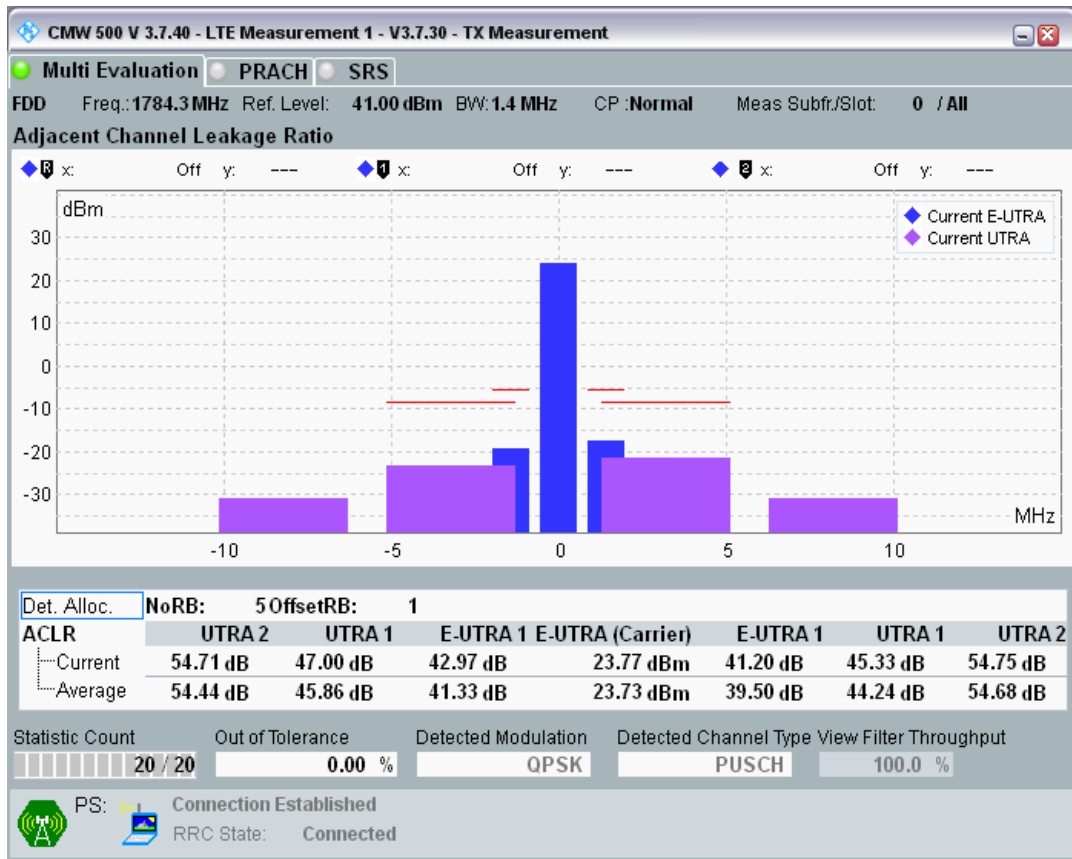 CMW 500 V 3.7.40 - LTE Measurement 1 - V3.7.30 - TX Measurement
Multi Evaluation PRACH SRS
FDD Freq.: 1784.3 MHz Ref. Level: 41.00 dBm BW: 1.4 MHz CP : Normal Meas Subfr./Slot: 0 / All
Adjacent Channel Leakage Ratio
R x: Off y: --- 1 x: Off y: --- 2 x: Off y: ---
dBm
Current E-UTRA
Current UTRA
30
20
10
0
-10
-20
-30
MHz
-10 -5 0 5 10
Det. Alloc. NoRB: 5 OffsetRB: 1
ACLR UTRA 2 UTRA 1 E-UTRA 1 E-UTRA (Carrier) E-UTRA 1 UTRA 1 UTRA 2
Current 54.71 dB 47.00 dB 42.97 dB 23.77 dBm 41.20 dB 45.33 dB 54.75 dB
Average 54.44 dB 45.86 dB 41.33 dB 23.73 dBm 39.50 dB 44.24 dB 54.68 dB
Statistic Count Out of Tolerance Detected Modulation Detected Channel Type View Filter Throughput
20 / 20 0.00 % QPSK PUSCH 100.0 %
PS: Connection Established
RRC State: Connected